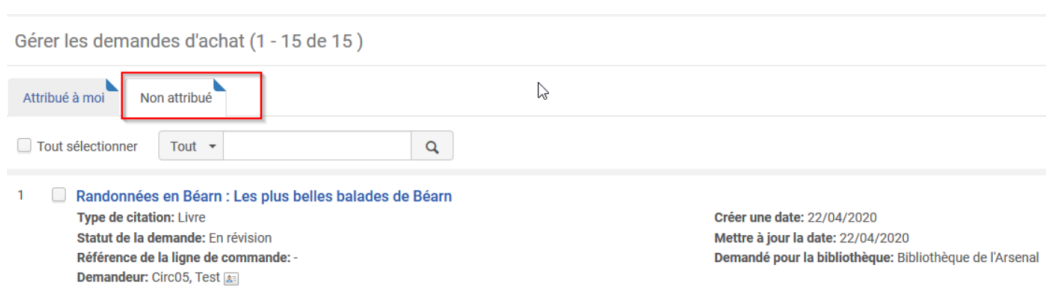 Gérer les demandes d'achat (1 - 15 de 15 )
Attribué à moi Non attribué
Tout sélectionner Tout
1 Randonnées en Béarn : Les plus belles balades de Béarn
Type de citation: Livre Créer une date: 22/04/2020
Statut de la demande: En révision Mettre à jour la date: 22/04/2020
Référence de la ligne de commande: - Demandé pour la bibliothèque: Bibliothèque de l'Arsenal
Demandeur: Circ05, Test